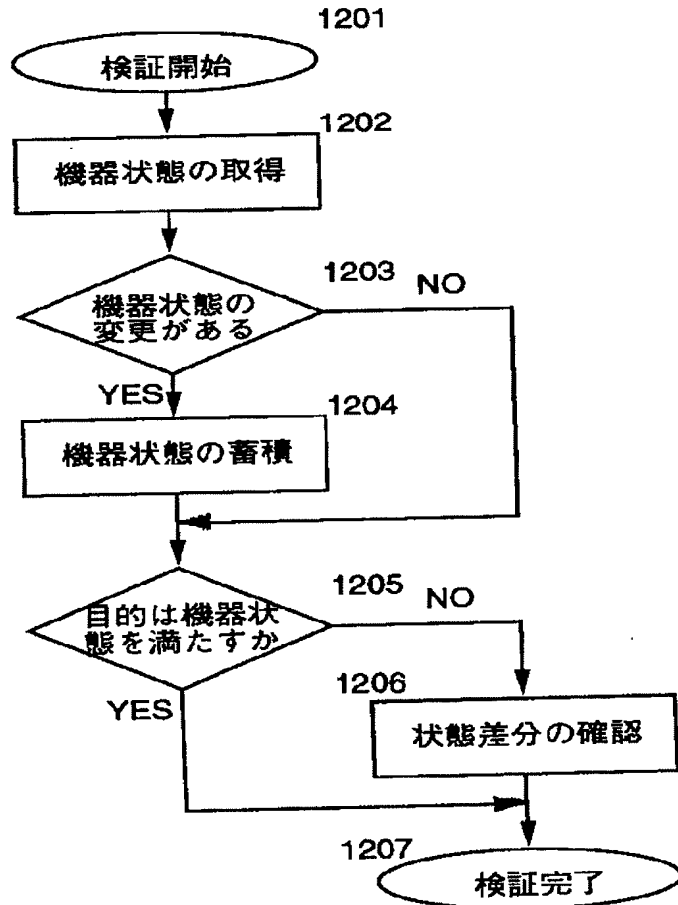 1201
検証開始
1202
機器状態の取得
1203
NO
機器状態の
変更がある
YES
1204
機器状態の蓄積
1205
NO
目的は機器状
態を満たすか
YES
1206
状態差分の確認
1207
検証完了